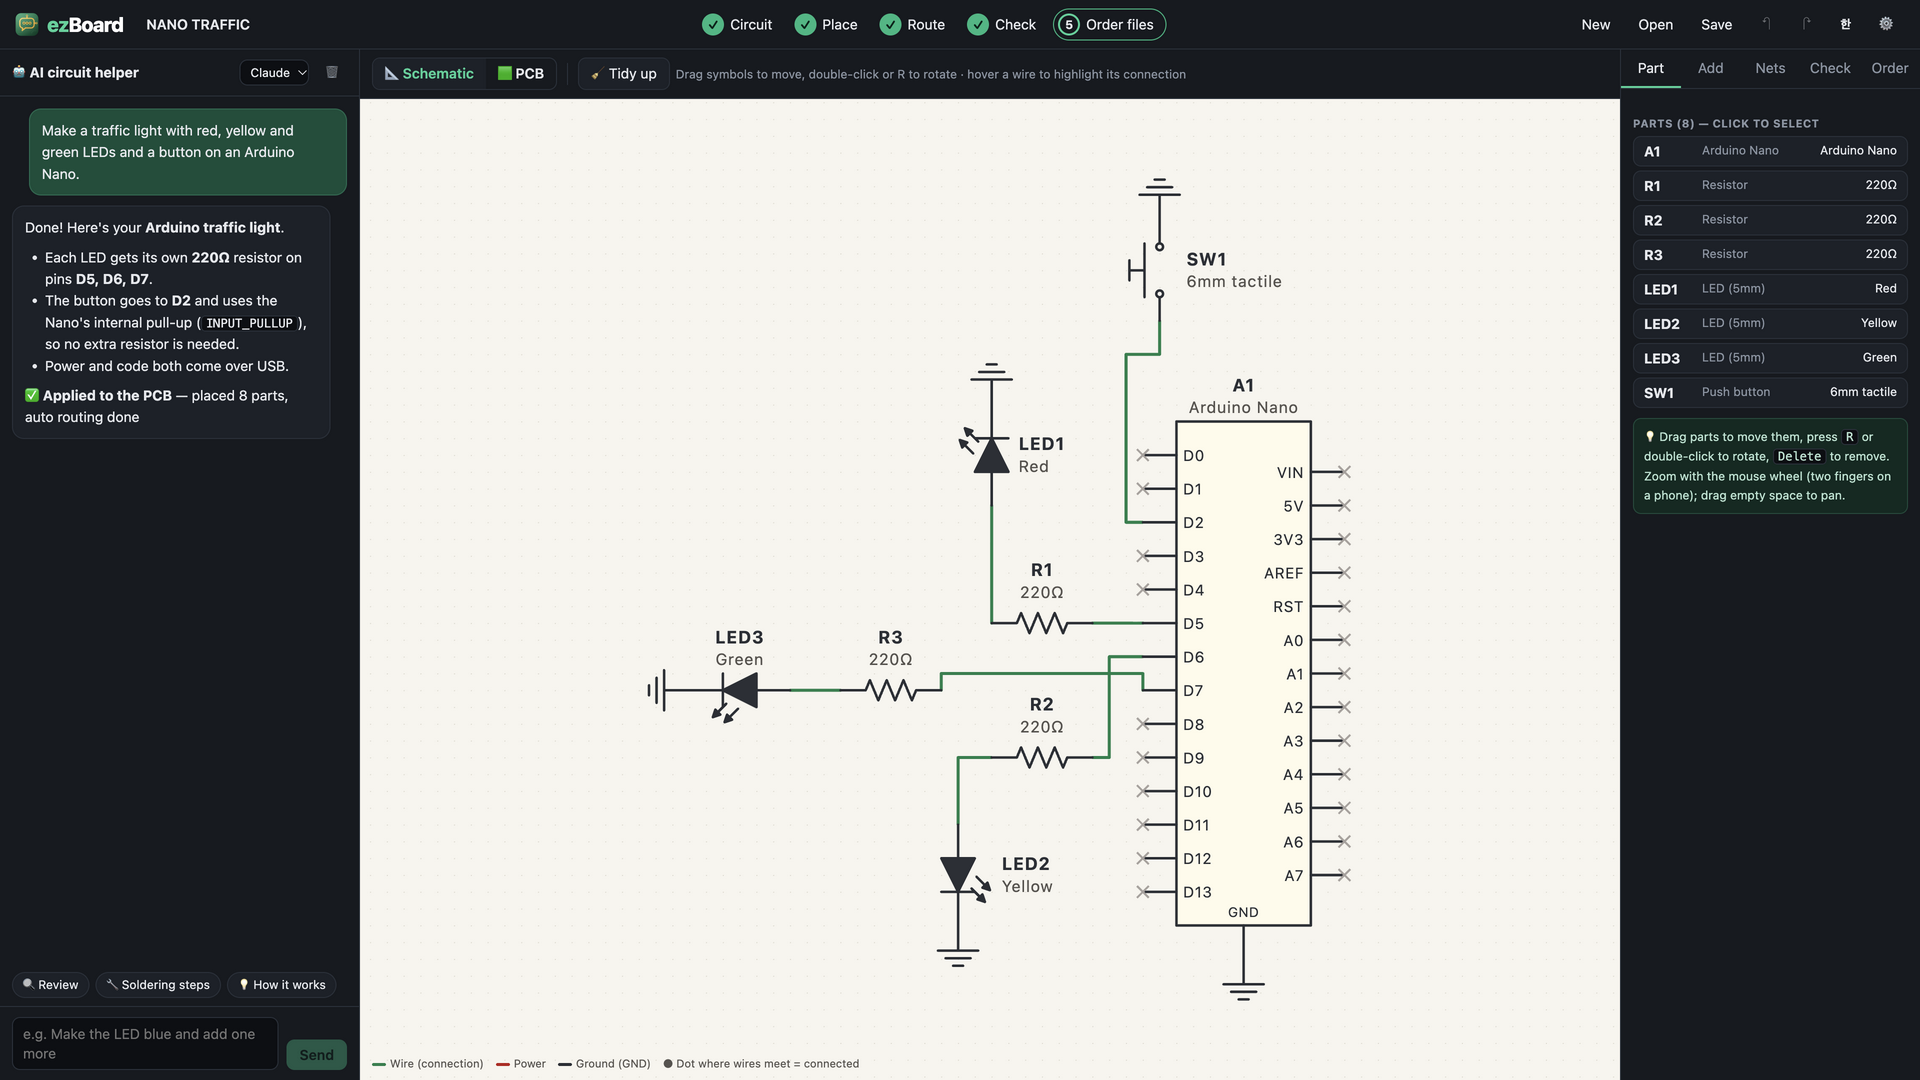 ezBoard
NANO TRAFFIC
✓ Circuit
✓ Place
✓ Route
✓ Check
5 Order files
New
Open
Save
한
AI circuit helper
Claude
Schematic
PCB
Tidy up
Drag symbols to move, double-click or R to rotate · hover a wire to highlight its connection
Part
Add
Nets
Check
Order
Make a traffic light with red, yellow and
green LEDs and a button on an Arduino
Nano.
Done! Here's your Arduino traffic light.
• Each LED gets its own 220Ω resistor on
pins D5, D6, D7.
• The button goes to D2 and uses the
Nano's internal pull-up ( INPUT_PULLUP ),
so no extra resistor is needed.
• Power and code both come over USB.
✅ Applied to the PCB — placed 8 parts,
auto routing done
Review
Soldering steps
How it works
e.g. Make the LED blue and add one
more
Send
SW1
6mm tactile
LED1
Red
A1
Arduino Nano
R1
220Ω
LED3
Green
R3
220Ω
R2
220Ω
LED2
Yellow
D0
D1
D2
D3
D4
D5
D6
D7
D8
D9
D10
D11
D12
D13
VIN
5V
3V3
AREF
RST
A0
A1
A2
A3
A4
A5
A6
A7
GND
Wire (connection)
Power
Ground (GND)
Dot where wires meet = connected
PARTS (8) — CLICK TO SELECT
A1 Arduino Nano Arduino Nano
R1 Resistor 220Ω
R2 Resistor 220Ω
R3 Resistor 220Ω
LED1 LED (5mm) Red
LED2 LED (5mm) Yellow
LED3 LED (5mm) Green
SW1 Push button 6mm tactile
Drag parts to move them, press R or
double-click to rotate, Delete to remove.
Zoom with the mouse wheel (two fingers on
a phone); drag empty space to pan.